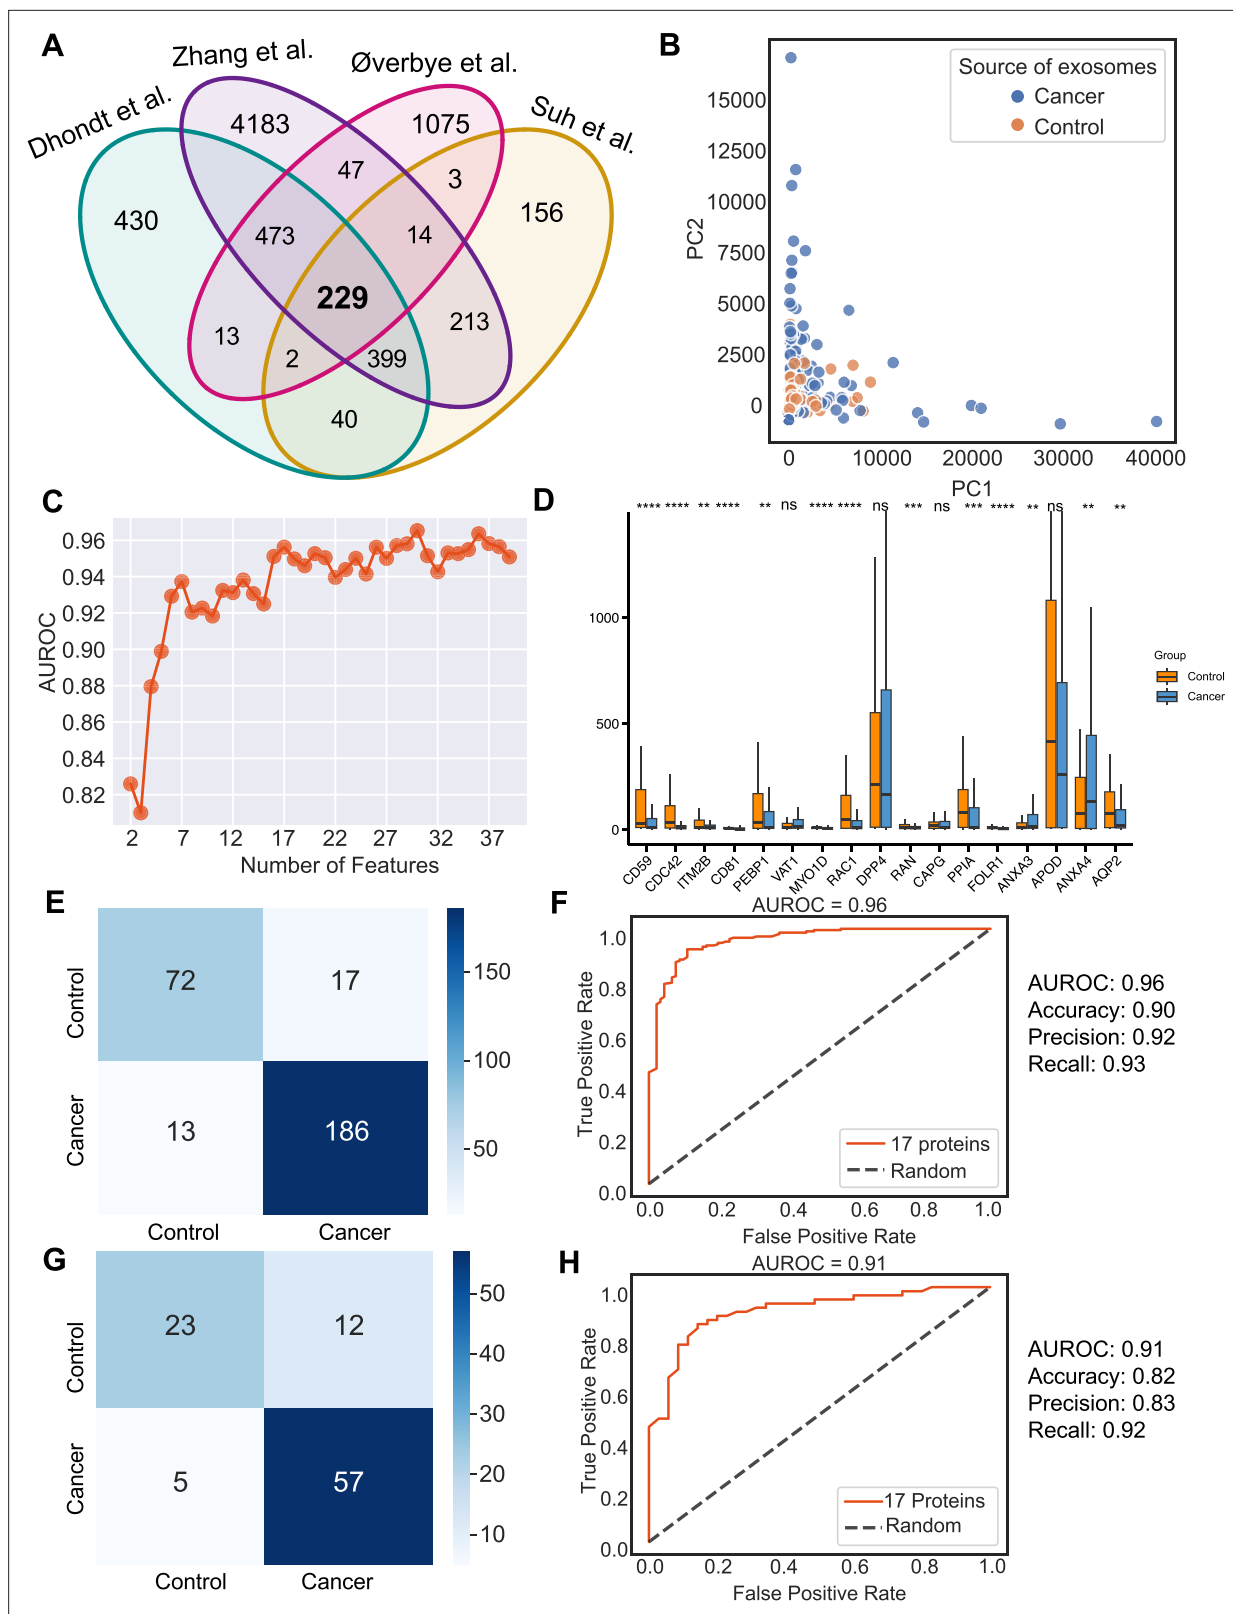 A
Dhondt et al.
Zhang et al.
Øverbye et al.
Suh et al.
4183
1075
47
3
430
156
473
14
229
13
213
2
399
40
B
Source of exosomes
Cancer
Control
15000
12500
10000
7500
5000
2500
0
PC2
0
10000
20000
30000
40000
PC1
C
0.96
0.94
0.92
0.90
0.88
0.86
0.84
0.82
AUROC
2 7 12 17 22 27 32 37
Number of Features
D
**** **** ** **** ** ns **** **** ns *** ns *** **** ** ns ** **
1000
500
0
Group
Control
Cancer
CD59
CDC42
ITM2B
CD81
PEBP1
VAT1
MYO1D
RAC1
DPP4
RAN
CAPG
PPIA
FOLR1
ANXA3
APOD
ANXA4
AQP2
E
Control
Cancer
72
17
13
186
Control
Cancer
150
100
50
F
AUROC = 0.96
1.0
0.8
0.6
0.4
0.2
0.0
True Positive Rate
17 proteins
Random
0.0 0.2 0.4 0.6 0.8 1.0
False Positive Rate
AUROC: 0.96
Accuracy: 0.90
Precision: 0.92
Recall: 0.93
G
Control
Cancer
23
12
5
57
Control
Cancer
50
40
30
20
10
H
AUROC = 0.91
1.0
0.8
0.6
0.4
0.2
0.0
True Positive Rate
17 Proteins
Random
0.0 0.2 0.4 0.6 0.8 1.0
False Positive Rate
AUROC: 0.91
Accuracy: 0.82
Precision: 0.83
Recall: 0.92